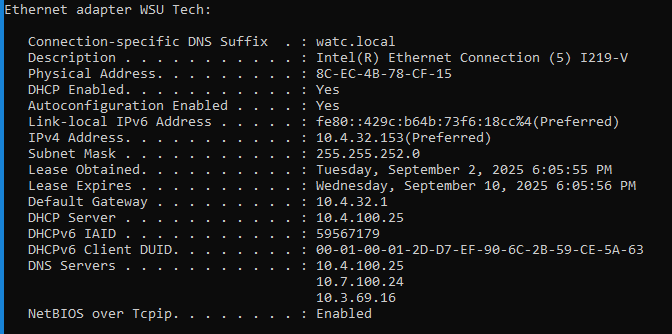 Ethernet adapter WSU Tech:
Connection-specific DNS Suffix . : watc.local
Description . . . . . . . . . . . : Intel(R) Ethernet Connection (5) I219-V
Physical Address. . . . . . . . . : 8C-EC-4B-78-CF-15
DHCP Enabled. . . . . . . . . . . : Yes
Autoconfiguration Enabled . . . . : Yes
Link-local IPv6 Address . . . . . : fe80::429c:b64b:73f6:18cc%4(Preferred)
IPv4 Address. . . . . . . . . . . : 10.4.32.153(Preferred)
Subnet Mask . . . . . . . . . . . : 255.255.252.0
Lease Obtained. . . . . . . . . . : Tuesday, September 2, 2025 6:05:55 PM
Lease Expires . . . . . . . . . . : Wednesday, September 10, 2025 6:05:56 PM
Default Gateway . . . . . . . . . : 10.4.32.1
DHCP Server . . . . . . . . . . . : 10.4.100.25
DHCPv6 IAID . . . . . . . . . . . : 59567179
DHCPv6 Client DUID. . . . . . . . : 00-01-00-01-2D-D7-EF-90-6C-2B-59-CE-5A-63
DNS Servers . . . . . . . . . . . : 10.4.100.25
10.7.100.24
10.3.69.16
NetBIOS over Tcpip. . . . . . . . : Enabled